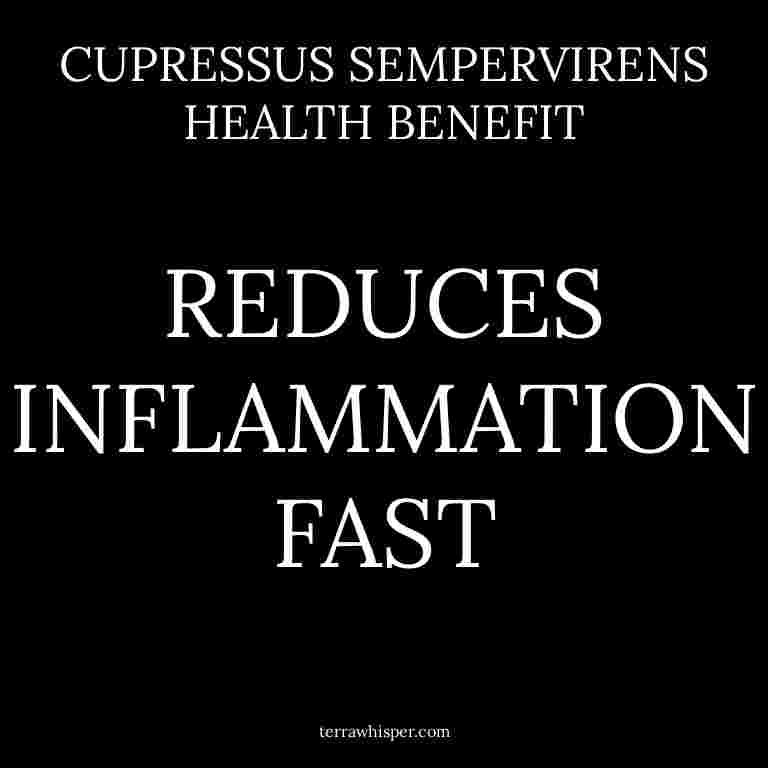 CUPRESSUS SEMPERVIRENS
HEALTH BENEFIT
REDUCES
INFLAMMATION
FAST
terrawhisper.com